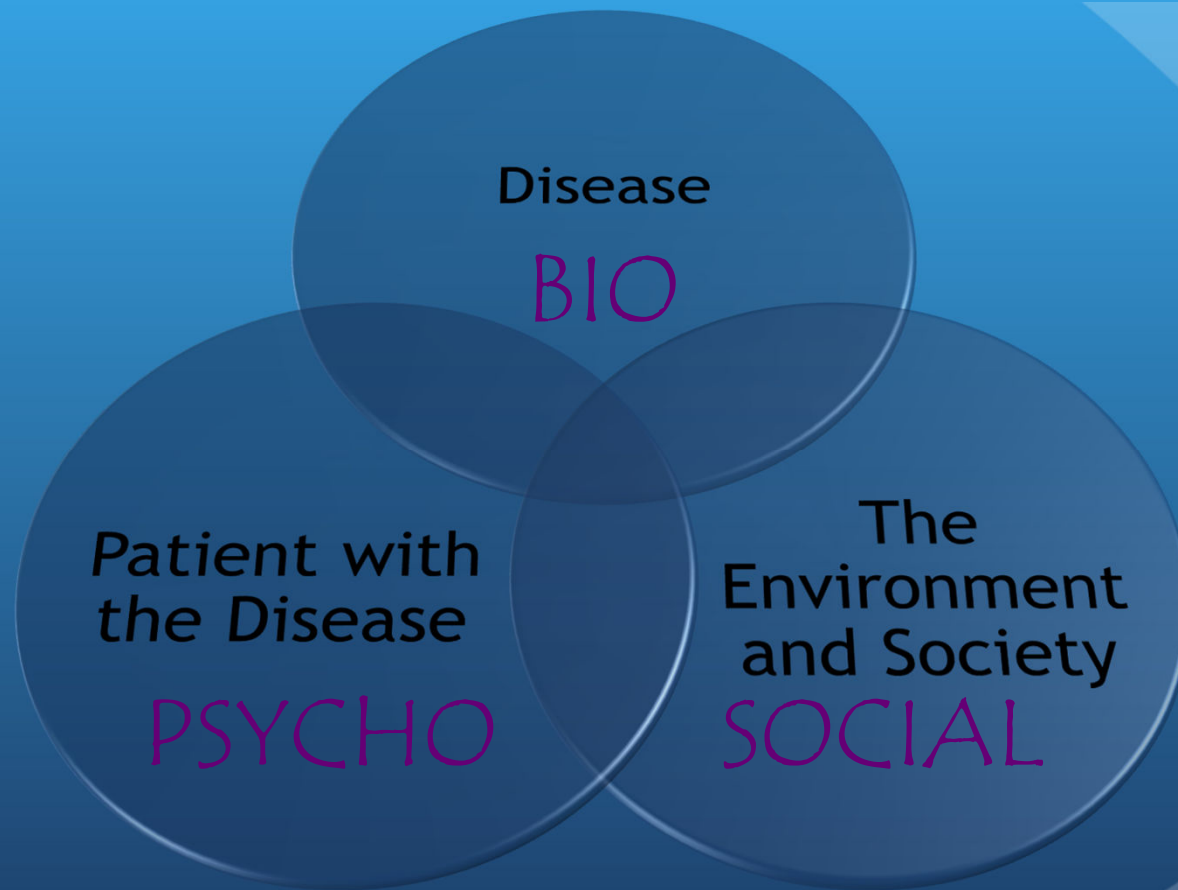 Disease
BIO
Patient with
the Disease
PSYCHO
The
Environment
and Society
SOCIAL